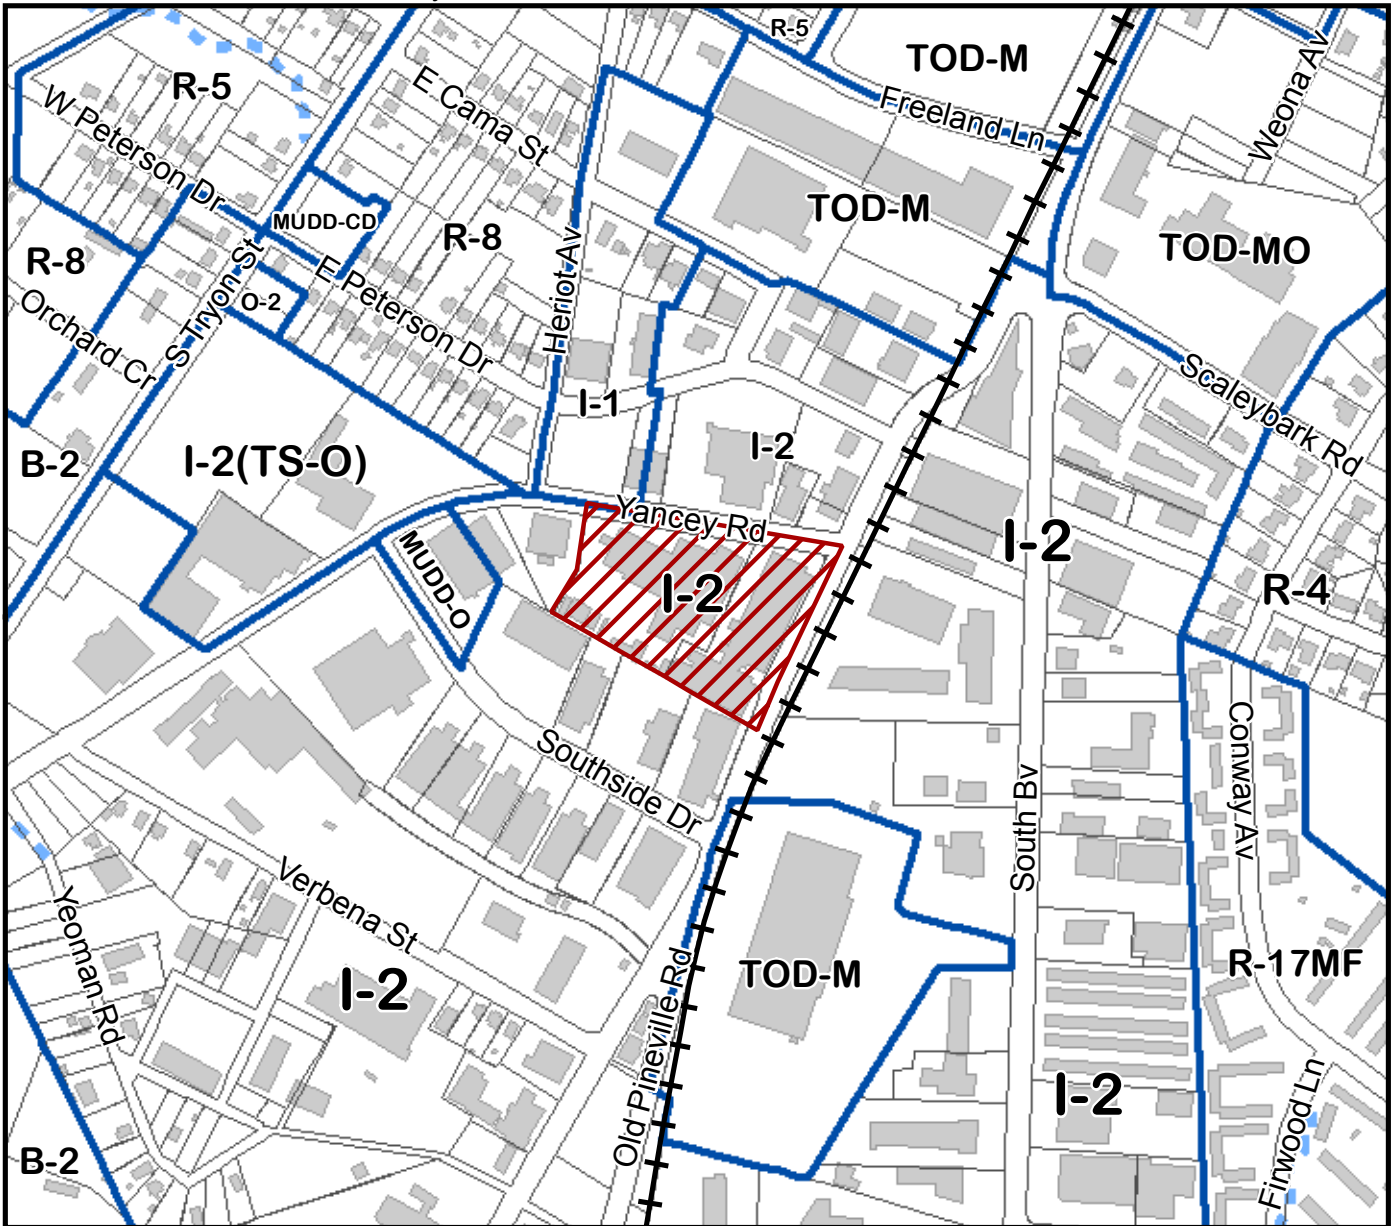 R-5
TOD-M
Weona Av
R-5
E Cama St
Freeland Ln
W Peterson Dr
MUDD-CD
R-8
TOD-M
TOD-MO
R-8
E Peterson Dr
Heriot Av
O-2
Orchard Cr
S Tryon St
Scaleybark Rd
I-1
I-2
B-2
I-2(TS-O)
Yancey Rd
I-2
MUDD-O
I-2
R-4
Conway Av
Southside Dr
South Bv
Verbena St
Yeoman Rd
I-2
Old Pineville Rd
TOD-M
R-17MF
I-2
Firwood Ln
B-2